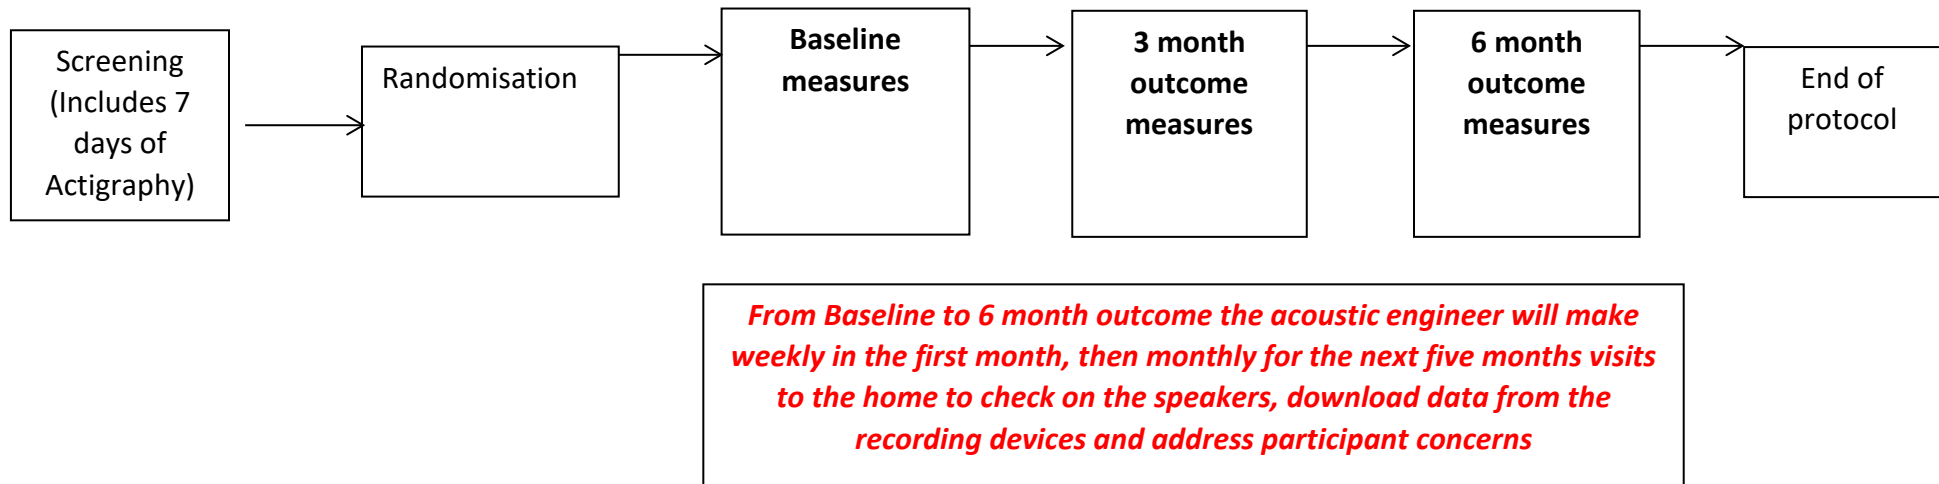 Screening
(Includes 7
days of
Actigraphy)
Randomisation
Baseline
measures
3 month
outcome
measures
6 month
outcome
measures
End of
protocol
From Baseline to 6 month outcome the acoustic engineer will make
weekly in the first month, then monthly for the next five months visits
to the home to check on the speakers, download data from the
recording devices and address participant concerns